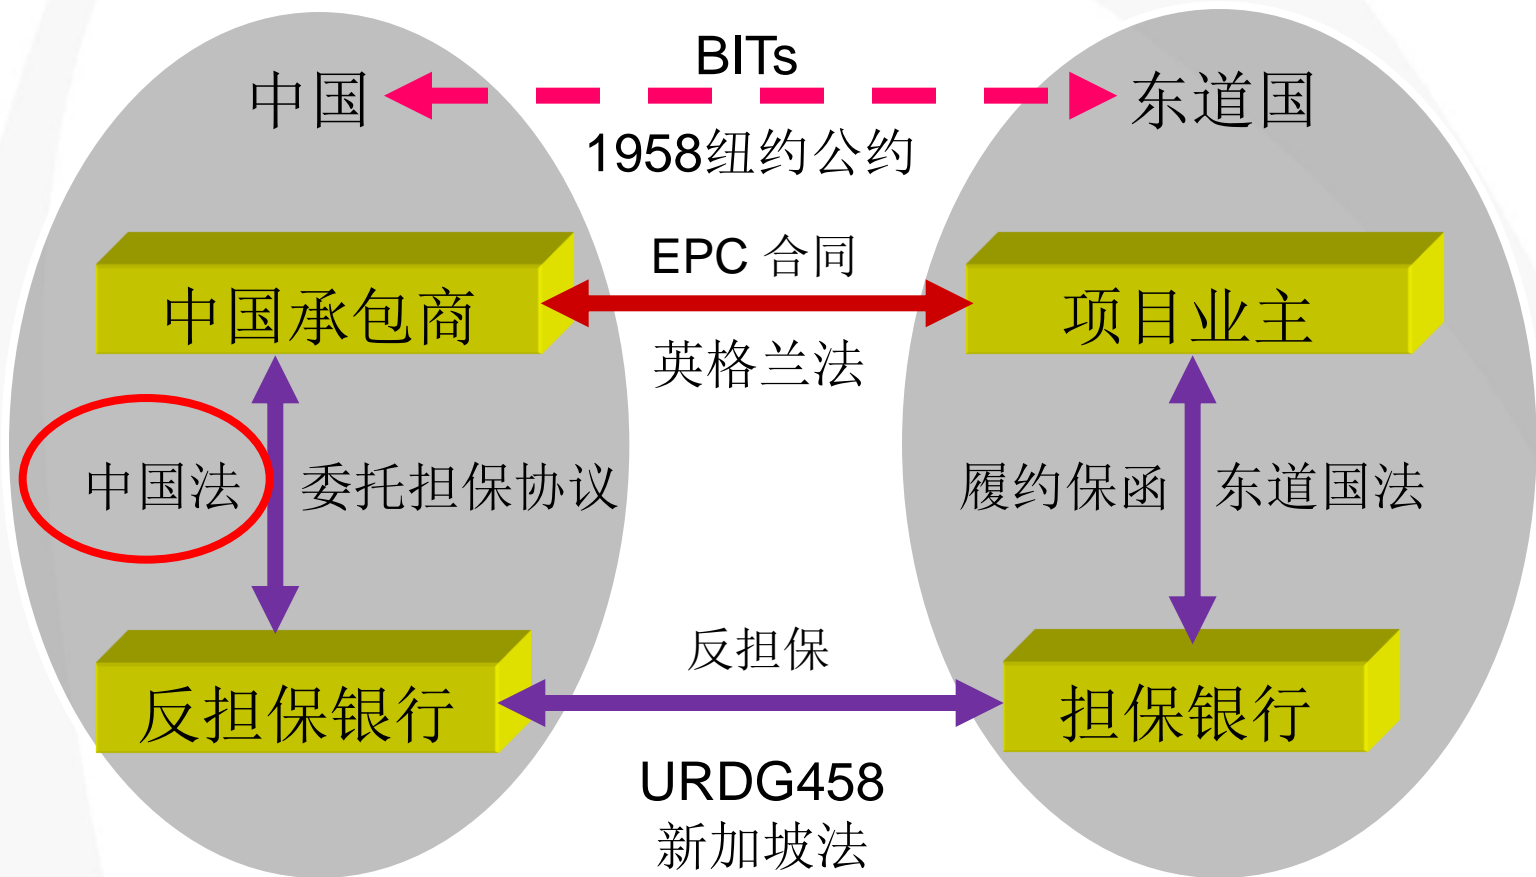 BITs
中国
东道国
1958纽约公约
EPC 合同
中国承包商
项目业主
英格兰法
中国法
委托担保协议
履约保函
东道国法
反担保
反担保银行
担保银行
URDG458
新加坡法